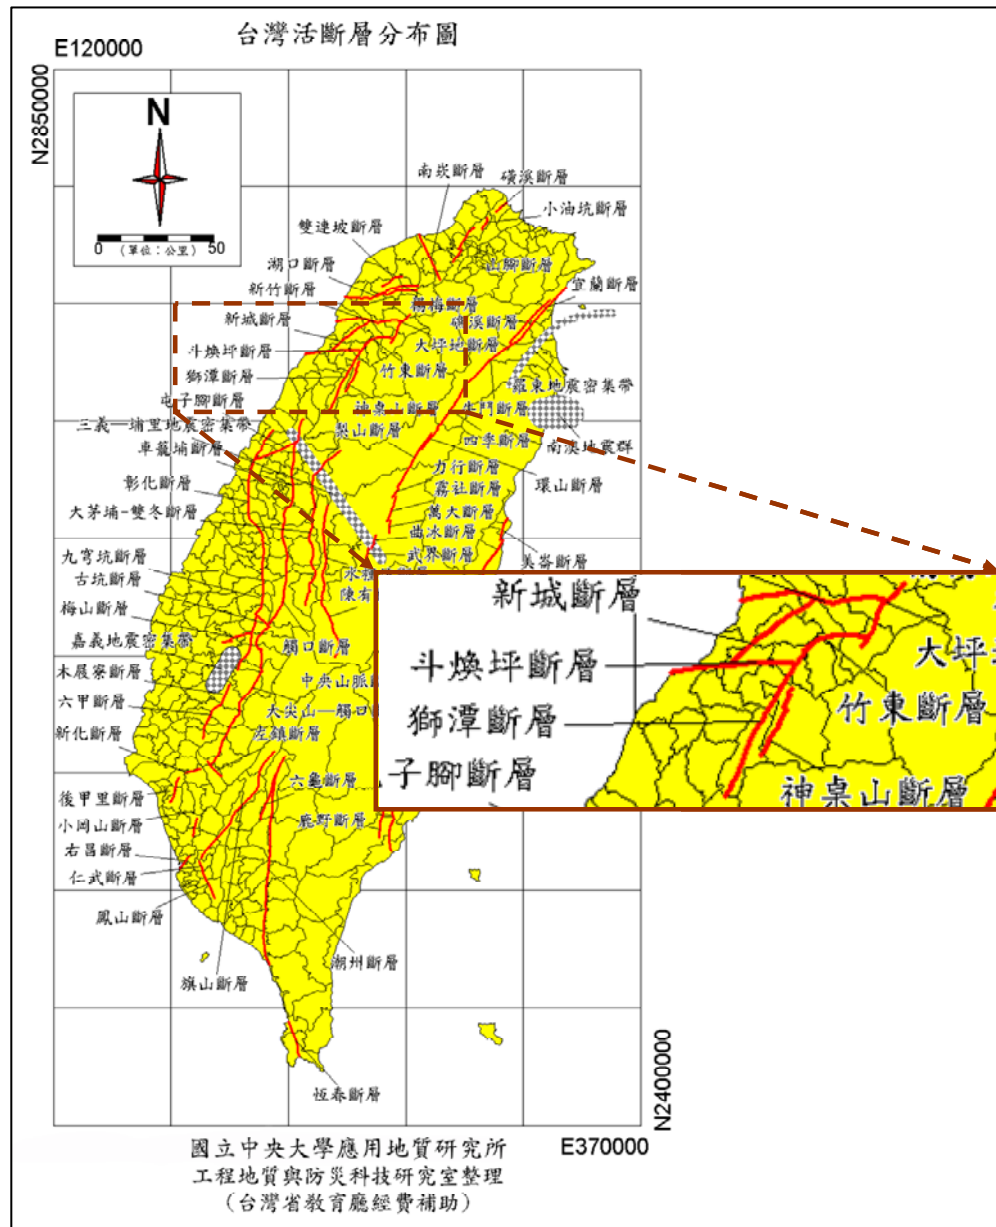 台灣活斷層分布圖
E120000
N2850000
N
0
50
(單位：公里)
南崁斷層
磺溪斷層
小油坑斷層
雙連坡斷層
山腳斷層
湖口斷層
宜蘭斷層
新竹斷層
楊梅斷層
新城斷層
礁溪斷層
大坪地斷層
斗煥坪斷層
竹東斷層
獅潭斷層
羅東地震密集帶
屯子腳斷層
神桌山斷層
牛鬥斷層
三義—埔里地震密集帶
梨山斷層
四季斷層
南澳地震群
車籠埔斷層
力行斷層
環山斷層
彰化斷層
霧社斷層
大茅埔-雙冬斷層
萬大斷層
曲冰斷層
九穹坑斷層
武界斷層
美崙斷層
古坑斷層
陳有
梅山斷層
嘉義地震密集帶
觸口斷層
木屐寮斷層
中央山脈
六甲斷層
大尖山—觸口
新化斷層
左鎮斷層
六龜斷層
後甲里斷層
小岡山斷層
鹿野斷層
右昌斷層
仁武斷層
鳳山斷層
潮州斷層
旗山斷層
恆春斷層
新城斷層
斗煥坪斷層
大坪
獅潭斷層
竹東斷層
子腳斷層
神桌山斷層
N2400000
E370000
國立中央大學應用地質研究所
工程地質與防災科技研究室整理
(台灣省教育廳經費補助)